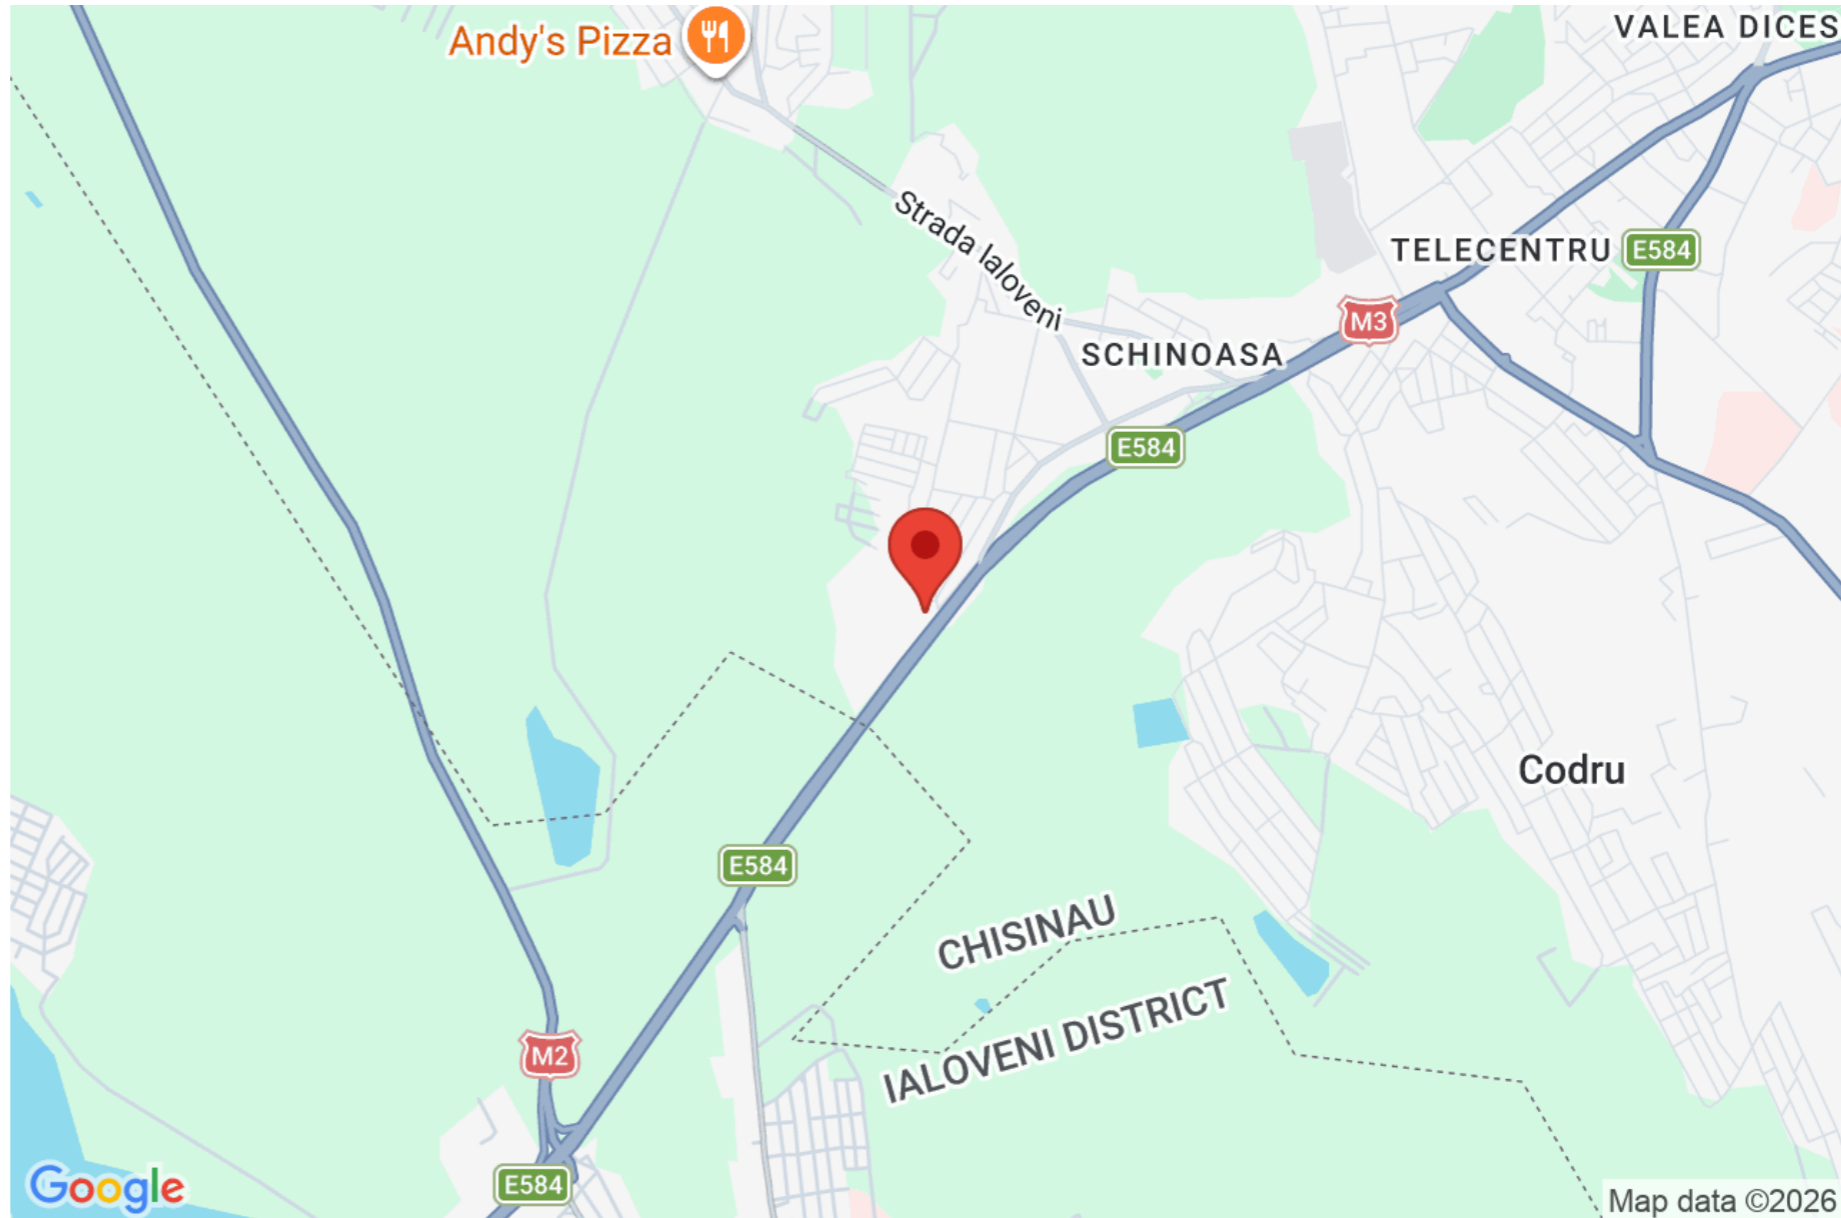 VALEA DICES
Andy's Pizza
Strada Ialoveni
TELECENTRU
E584
M3
SCHINOASA
E584
Codru
E584
CHISINAU
IALOVENI DISTRICT
M2
E584
Google
Map data ©2026